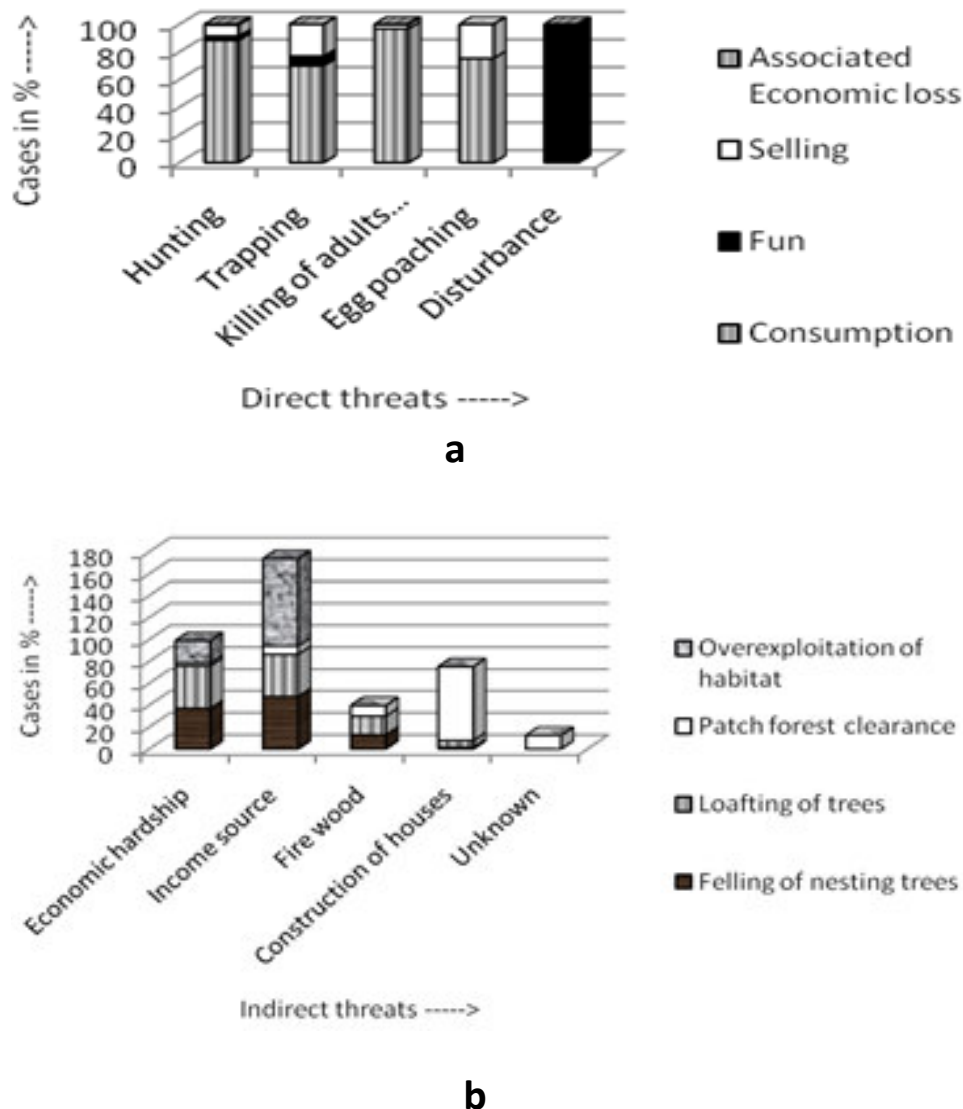 100
80
60
40
20
0
Cases in % ----->
Hunting
Trapping
Killing of adults...
Egg poaching
Disturbance
Direct threats ----->
Associated
Economic loss
Selling
Fun
Consumption
a
180
160
140
120
100
80
60
40
20
0
Cases in % ----->
Economic hardship
Income source
Fire wood
Construction of houses
Unknown
Indirect threats ----->
Overexploitation of
habitat
Patch forest clearance
Loafting of trees
Felling of nesting trees
b